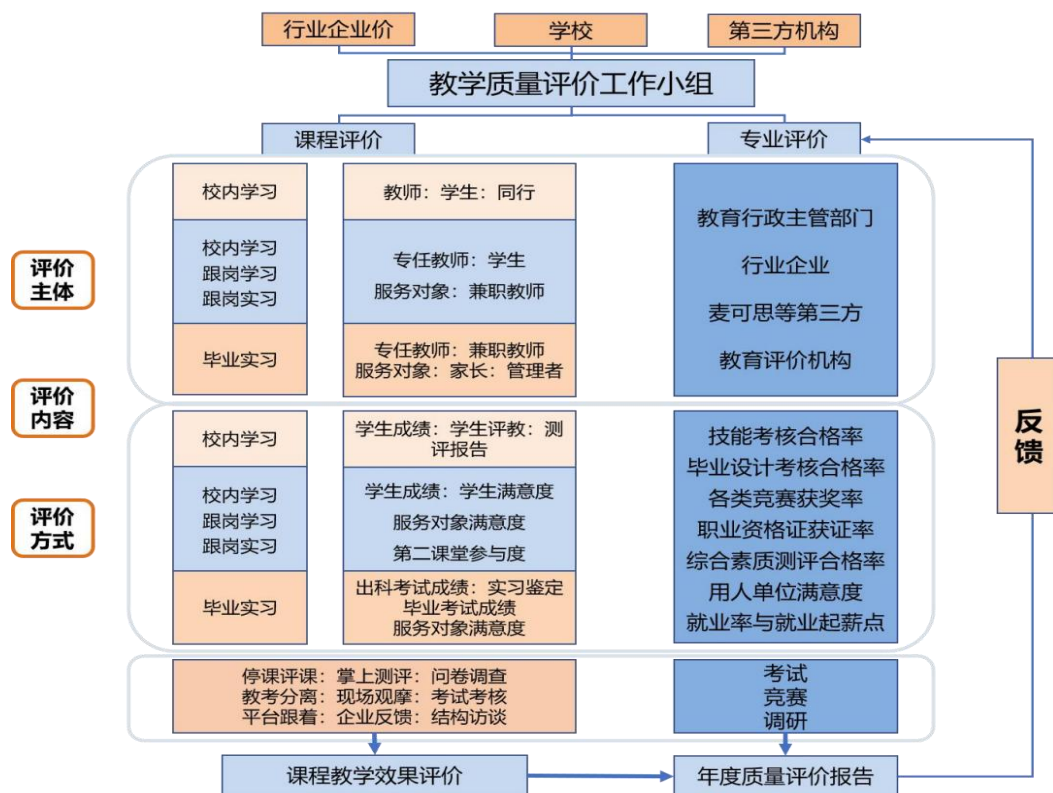 行业企业价
学校
第三方机构
教学质量评价工作小组
课程评价
专业评价
评价
主体
校内学习
教师：学生：同行
校内学习
跟岗学习
跟岗实习
专任教师：学生
服务对象：兼职教师
毕业实习
专任教师：兼职教师
服务对象：家长：管理者
教育行政主管部门
行业企业
麦可思等第三方
教育评价机构
评价
内容
校内学习
学生成绩：学生评教：测
评报告
校内学习
跟岗学习
跟岗实习
学生成绩：学生满意度
服务对象满意度
第二课堂参与度
毕业实习
出科考试成绩：实习鉴定
毕业考试成绩
服务对象满意度
技能考核合格率
毕业设计考核合格率
各类竞赛获奖率
职业资格证获证率
综合素质测评合格率
用人单位满意度
就业率与就业起薪点
评价
方式
停课评课：掌上测评：问卷调查
教考分离：现场观摩：考试考核
平台跟着：企业反馈：结构访谈
考试
竞赛
调研
反
馈
课程教学效果评价
年度质量评价报告